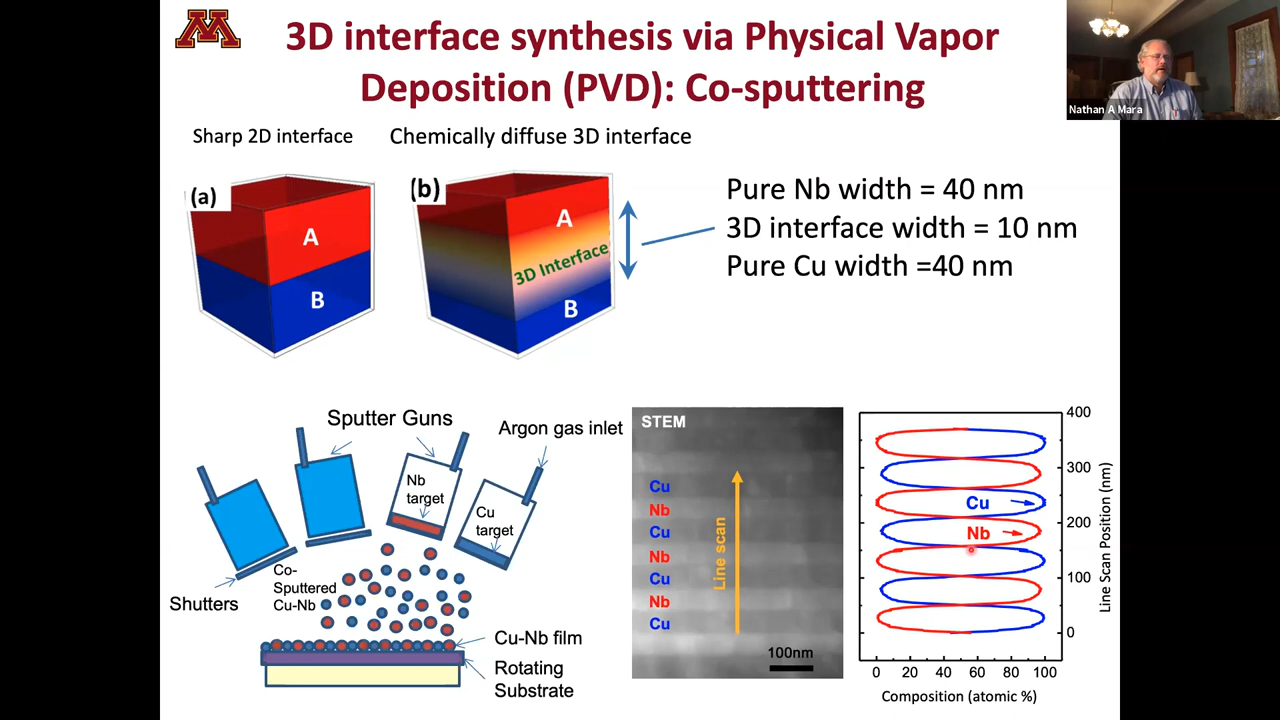 M
3D interface synthesis via Physical Vapor
Deposition (PVD): Co-sputtering
Nathan A Mara
Sharp 2D interface
Chemically diffuse 3D interface
(a)
A
B
(b)
A
3D Interface
B
Pure Nb width = 40 nm
3D interface width = 10 nm
Pure Cu width =40 nm
Sputter Guns
Argon gas inlet
Nb
target
Cu
target
Co-
Sputtered
Cu-Nb
Shutters
Cu-Nb film
Rotating
Substrate
STEM
Cu
Nb
Cu
Nb
Cu
Nb
Cu
Line scan
100nm
Cu
Nb
400
300
200
100
0
Line Scan Position (nm)
0 20 40 60 80 100
Composition (atomic %)